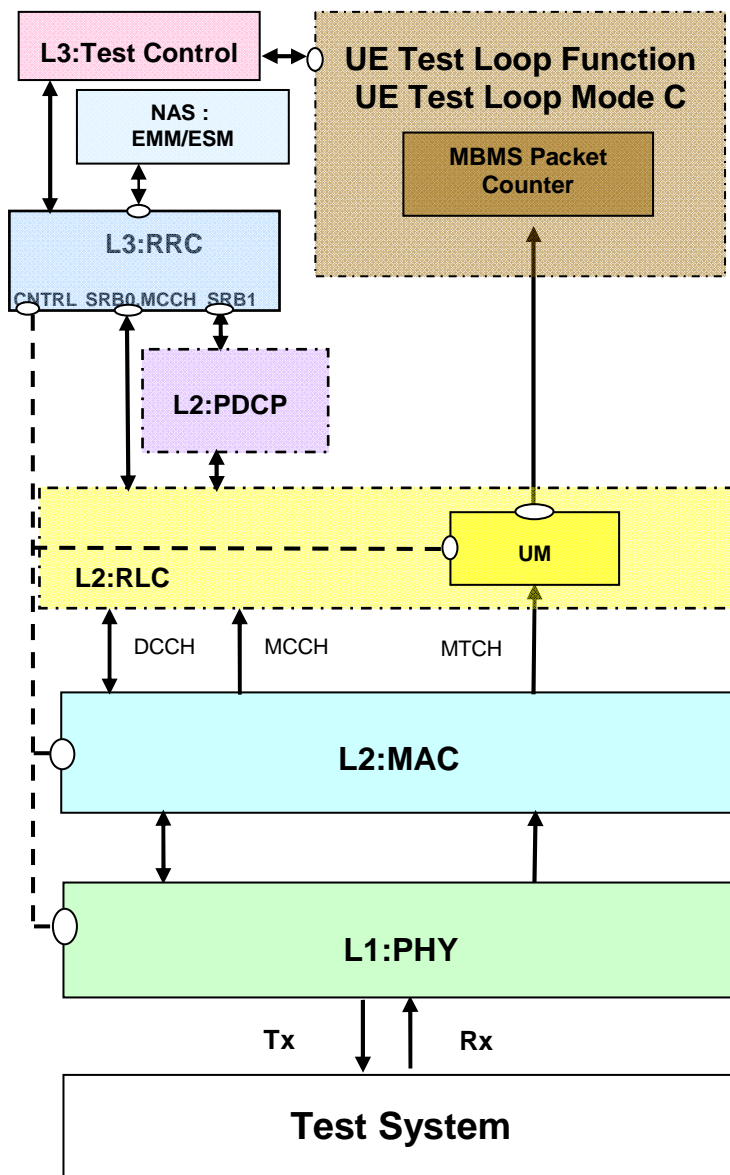 L3:Test Control
UE Test Loop Function
UE Test Loop Mode C
NAS :
EMM/ESM
MBMS Packet
Counter
L3:RRC
CNTRL SRB0,MCCH SRB1
L2:PDCP
UM
L2:RLC
DCCH
MCCH
MTCH
L2:MAC
L1:PHY
Tx
Rx
Test System